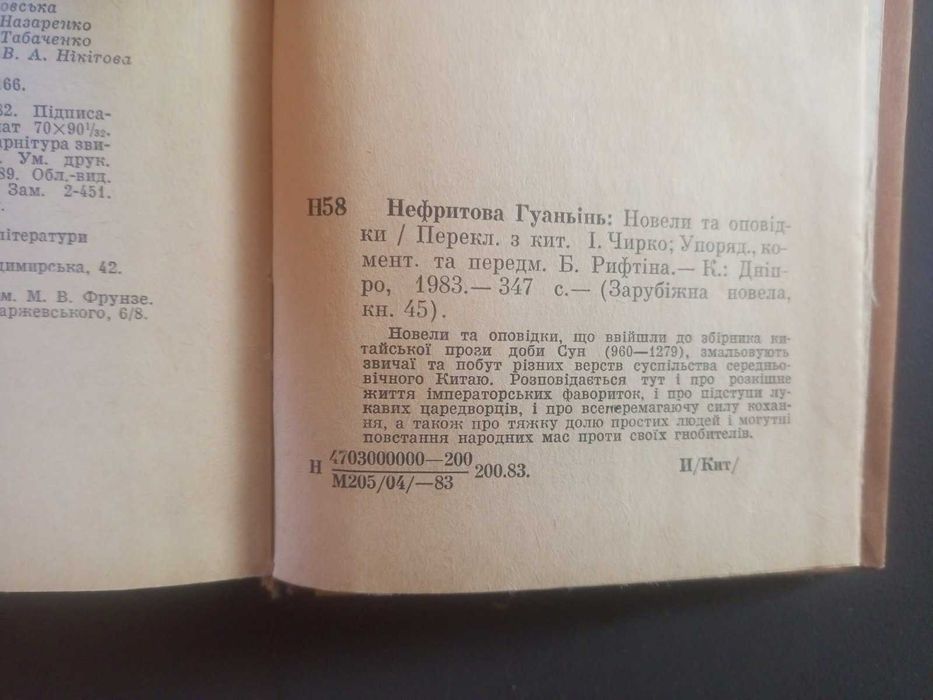 овська
Назаренко
Табаченко
В. А. Нікітова
66.
82. Підписа-
ат 70×90¹/₃₂.
арнітура зви-
. Ум. друк.
89. Обл.-вид.
Зам. 2-451.
літератури
димирська, 42.
м. М. В. Фрунзе.
аржевського, 6/8.
Н58 Нефритова Гуаньінь: Новели та оповід-
ки / Перекл. з кит. І. Чирко; Упоряд., ко-
мент. та передм. Б. Рифтіна.— К.: Дніп-
ро, 1983.— 347 с.— (Зарубіжна новела,
кн. 45).
Новели та оповідки, що ввійшли до збірника ки-
тайської прози доби Сун (960—1279), змальовують
звичаї та побут різних верств суспільства середньо-
вічного Китаю. Розповідається тут і про розкішне
життя імператорських фавориток, і про підступи лу-
кавих царедворців, і про всеперемагаючу силу кохан-
ня, а також про тяжку долю простих людей і могутні
повстання народних мас проти своїх гнобителів.
Н 4703000000—200
М205/04/—83 200.83. И/Кит/